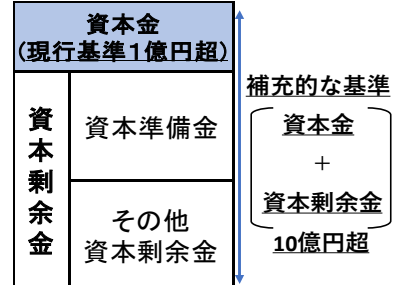 資本金
(現行基準１億円超)
資本剰余金
資本準備金
その他
資本剰余金
補充的な基準
資本金
+
資本剰余金
10億円超